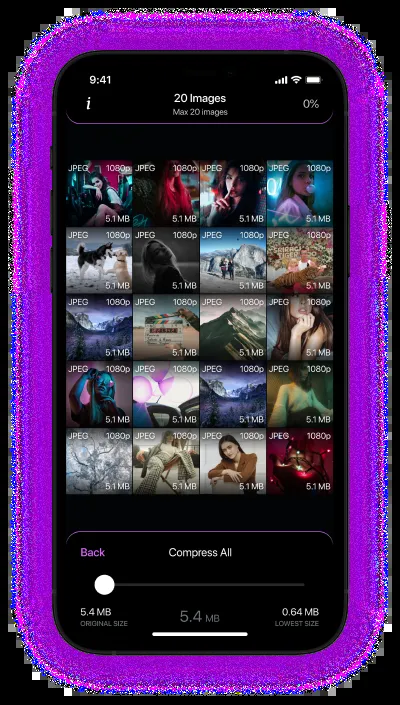 9:41
i
20 Images
Max 20 images
0%
JPEG 1080p JPEG 1080p JPEG 1080p JPEG 1080p
5.1 MB 5.1 MB 5.1 MB 5.1 MB
JPEG 1080p JPEG 1080p JPEG 1080p JPEG 1080p
5.1 MB 5.1 MB 5.1 MB 5.1 MB
JPEG 1080p JPEG 1080p JPEG 1080p JPEG 1080p
5.1 MB 5.1 MB 5.1 MB 5.1 MB
JPEG 1080p JPEG 1080p JPEG 1080p JPEG 1080p
5.1 MB 5.1 MB 5.1 MB 5.1 MB
JPEG 1080p JPEG 1080p JPEG 1080p JPEG 1080p
5.1 MB 5.1 MB 5.1 MB 5.1 MB
Back Compress All
5.4 MB 5.4 MB 0.64 MB
ORIGINAL SIZE LOWEST SIZE